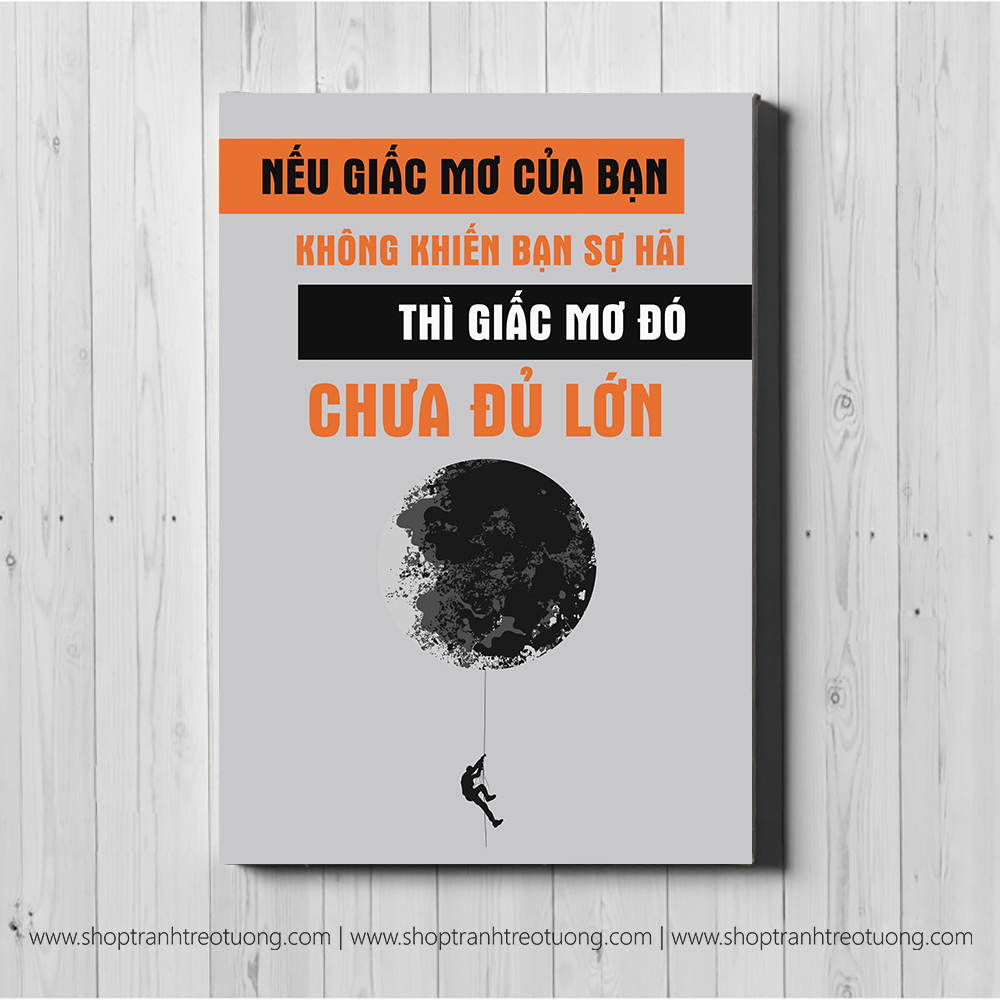 NẾU GIẤC MƠ CỦA BẠN
KHÔNG KHIẾN BẠN SỢ HÃI
THÌ GIẤC MƠ ĐÓ
CHƯA ĐỦ LỚN
www.shoptranhtreotuong.com | www.shoptranhtreotuong.com | www.shoptranhtreotuong.com